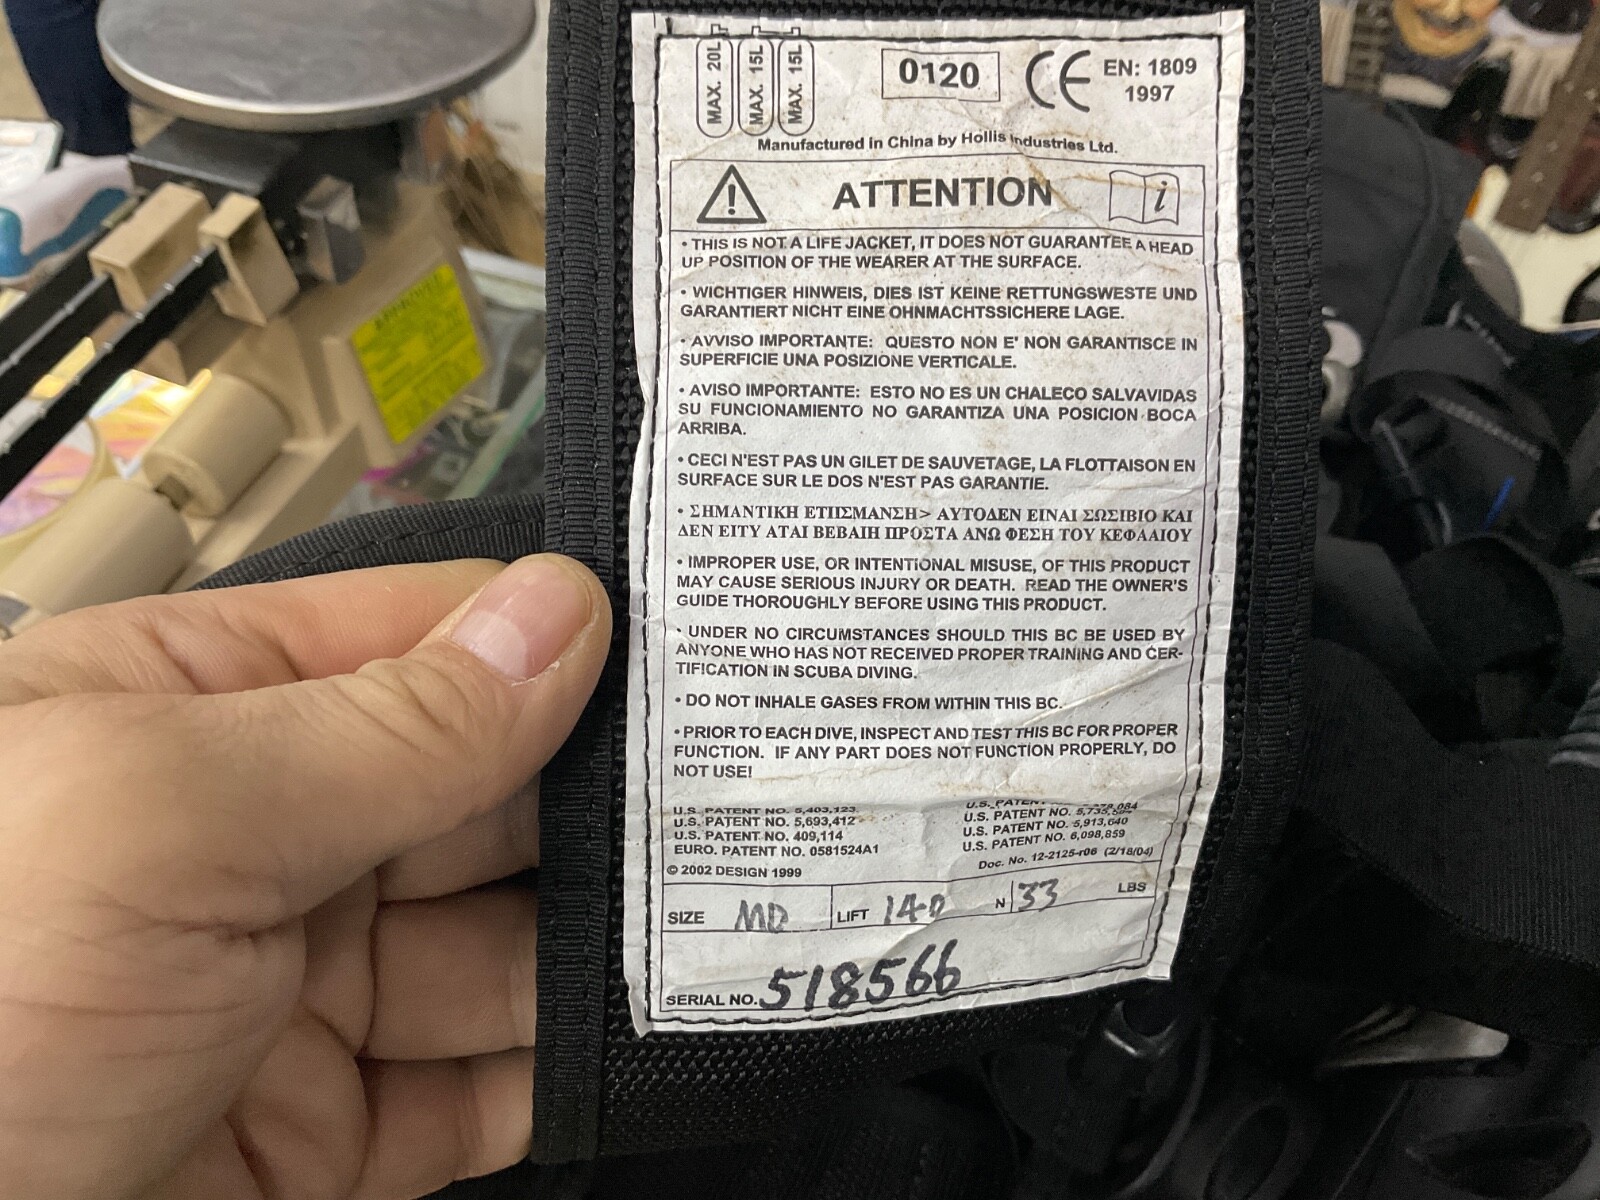 MAX. 20L
MAX. 15L
MAX. 15L
0120
CE
EN: 1809
1997
Manufactured in China by Hollis Industries Ltd.
ATTENTION
i
• THIS IS NOT A LIFE JACKET, IT DOES NOT GUARANTEE A HEAD
UP POSITION OF THE WEARER AT THE SURFACE.
• WICHTIGER HINWEIS, DIES IST KEINE RETTUNGSWESTE UND
GARANTIERT NICHT EINE OHNMACHTSSICHERE LAGE.
• AVVISO IMPORTANTE: QUESTO NON E' NON GARANTISCE IN
SUPERFICIE UNA POSIZIONE VERTICALE.
• AVISO IMPORTANTE: ESTO NO ES UN CHALECO SALVAVIDAS
SU FUNCIONAMIENTO NO GARANTIZA UNA POSICION BOCA
ARRIBA.
• CECI N'EST PAS UN GILET DE SAUVETAGE, LA FLOTTAISON EN
SURFACE SUR LE DOS N'EST PAS GARANTIE.
• ΣΗΜΑΝΤΙΚΗ ΕΤΙΙΣΜΑΝΣΗ> ΑΥΤΟΔΕΝ ΕΙΝΑΙ ΣΩΣΙΒΙΟ ΚΑΙ
ΔΕΝ ΕΙΤΥ ΑΤΑΙ ΒΕΒΑΙΗ ΠΡΟΣΤΑ ΑΝΩ ΦΕΣΗ ΤΟΥ ΚΕΦΑΑΙΟΥ
• IMPROPER USE, OR INTENTIONAL MISUSE, OF THIS PRODUCT
MAY CAUSE SERIOUS INJURY OR DEATH. READ THE OWNER'S
GUIDE THOROUGHLY BEFORE USING THIS PRODUCT.
• UNDER NO CIRCUMSTANCES SHOULD THIS BC BE USED BY
ANYONE WHO HAS NOT RECEIVED PROPER TRAINING AND CER-
TIFICATION IN SCUBA DIVING.
• DO NOT INHALE GASES FROM WITHIN THIS BC.
• PRIOR TO EACH DIVE, INSPECT AND TEST THIS BC FOR PROPER
FUNCTION. IF ANY PART DOES NOT FUNCTION PROPERLY, DO
NOT USE!
U.S. PATENT NO. 5,403,123
U.S. PATENT NO. 5,693,412
U.S. PATENT NO. 409,114
EURO. PATENT NO. 0581524A1
© 2002 DESIGN 1999
U.S. PATENT
U.S. PATENT NO.
U.S. PATENT NO. 5,913,640
U.S. PATENT NO. 6,098,859
Doc. No. 12-2125-r06 (2/18/04)
SIZE MD LIFT 140 N 33 LBS
SERIAL NO. 518566